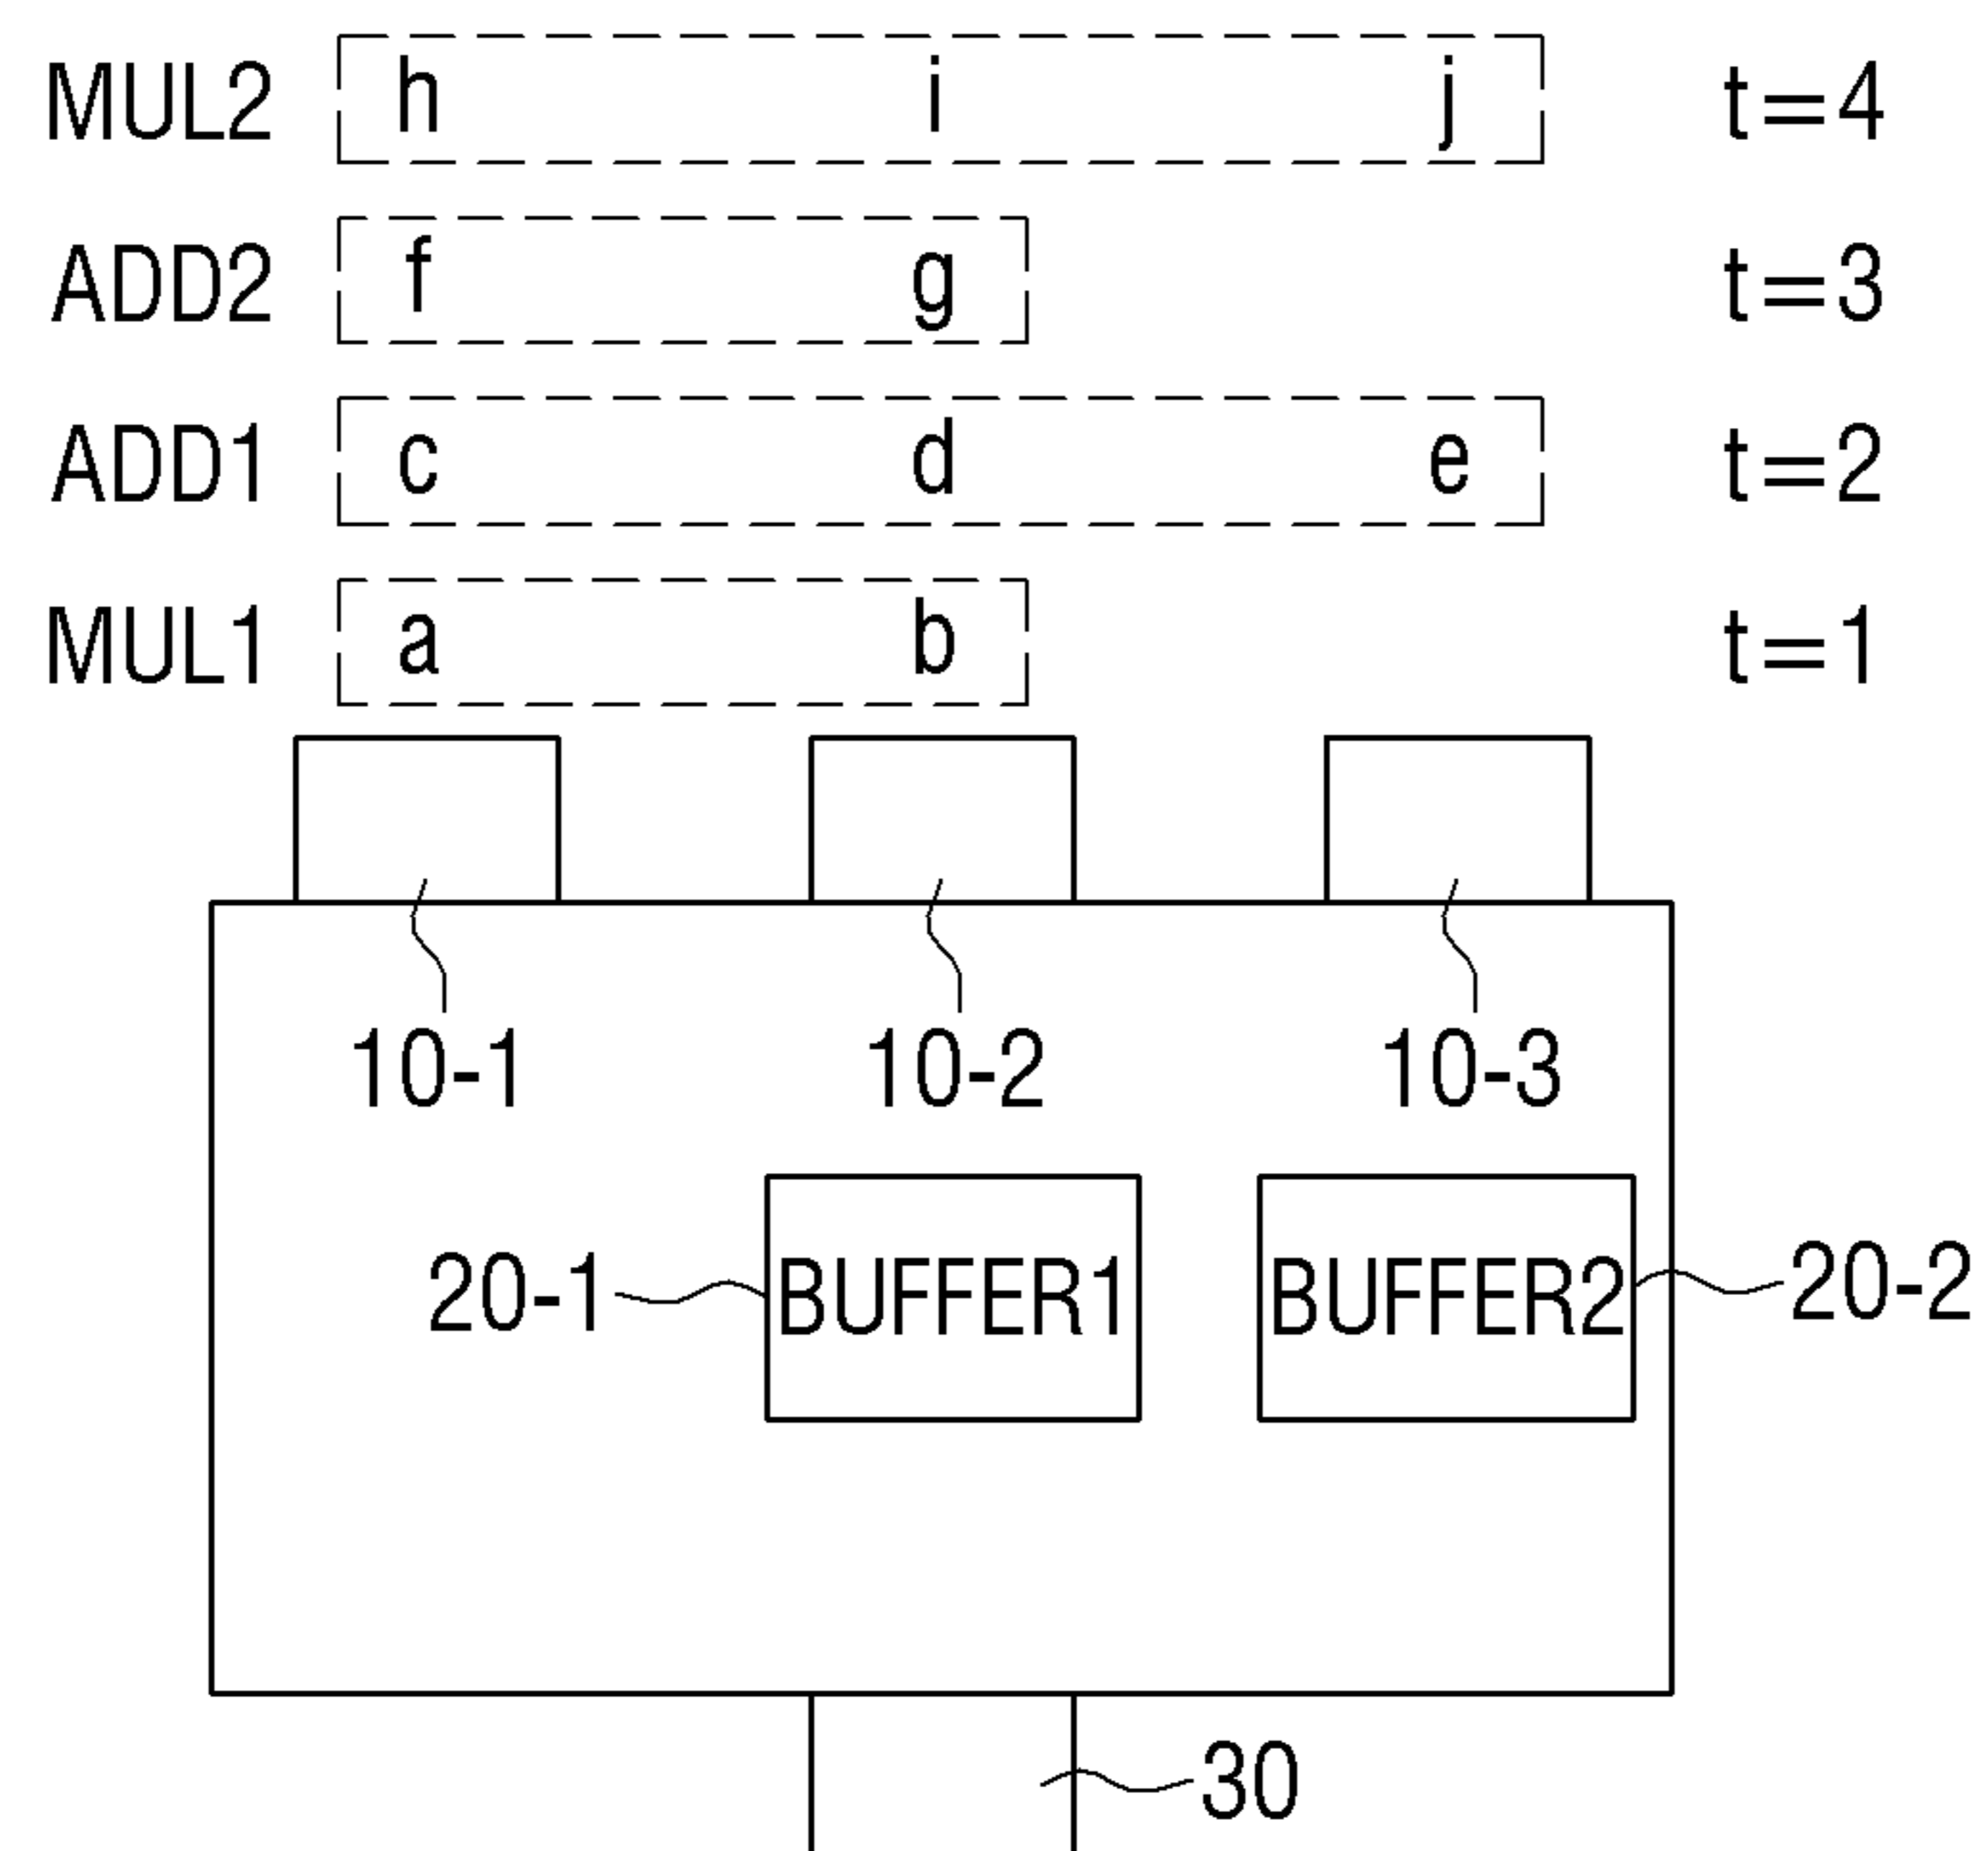 MUL2 h i j t=4
ADD2 f g t=3
ADD1 c d e t=2
MUL1 a b t=1
10-1 10-2 10-3
20-1 BUFFER1 BUFFER2 20-2
30